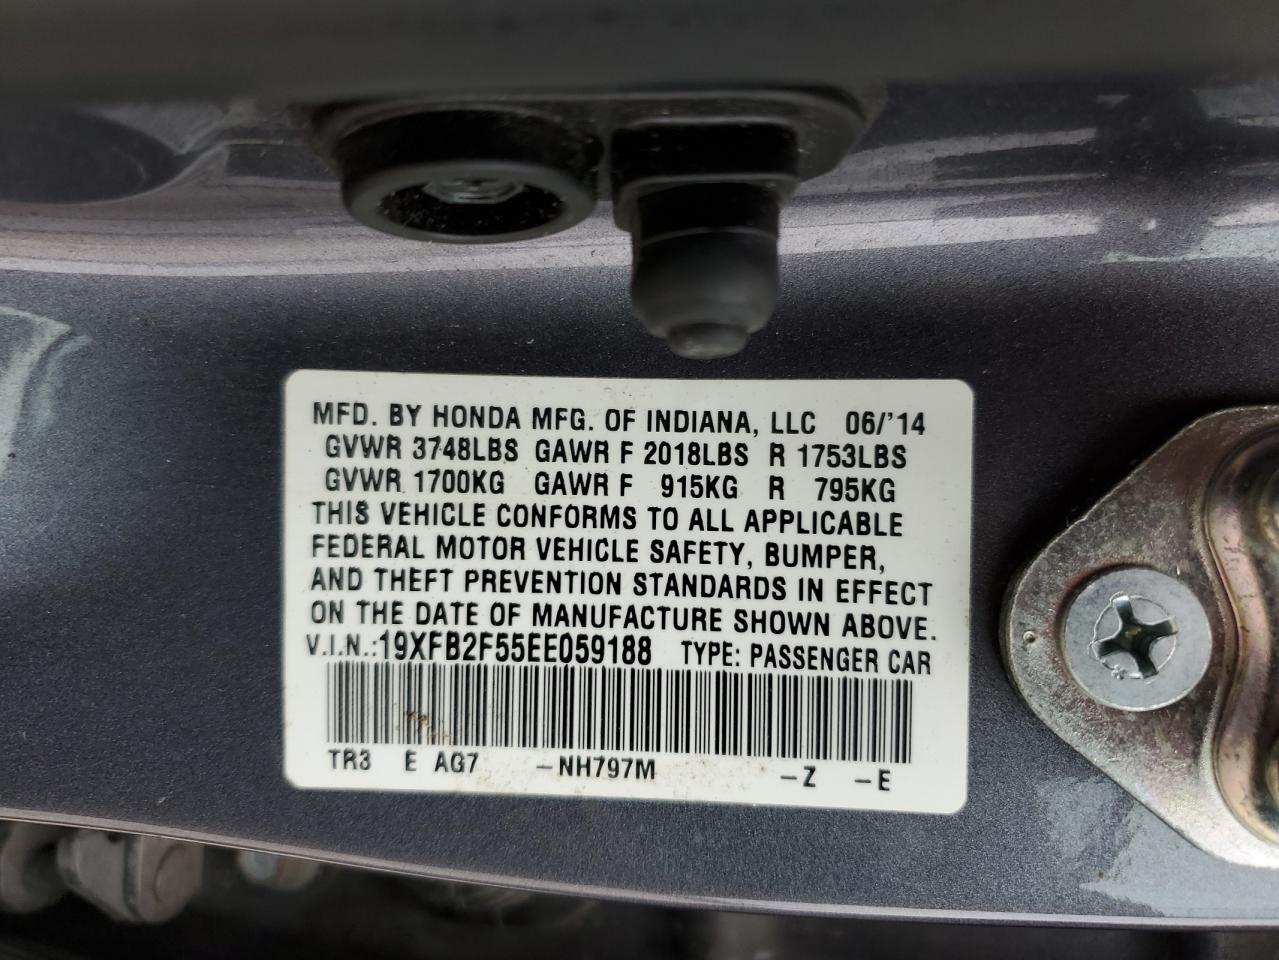 MFD. BY HONDA MFG. OF INDIANA, LLC 06/'14
GVWR 3748LBS GAWR F 2018LBS R 1753LBS
GVWR 1700KG GAWR F 915KG R 795KG
THIS VEHICLE CONFORMS TO ALL APPLICABLE
FEDERAL MOTOR VEHICLE SAFETY, BUMPER,
AND THEFT PREVENTION STANDARDS IN EFFECT
ON THE DATE OF MANUFACTURE SHOWN ABOVE.
V.I.N.:19XFB2F55EE059188 TYPE: PASSENGER CAR
TR3 E AG7 -NH797M -Z -E